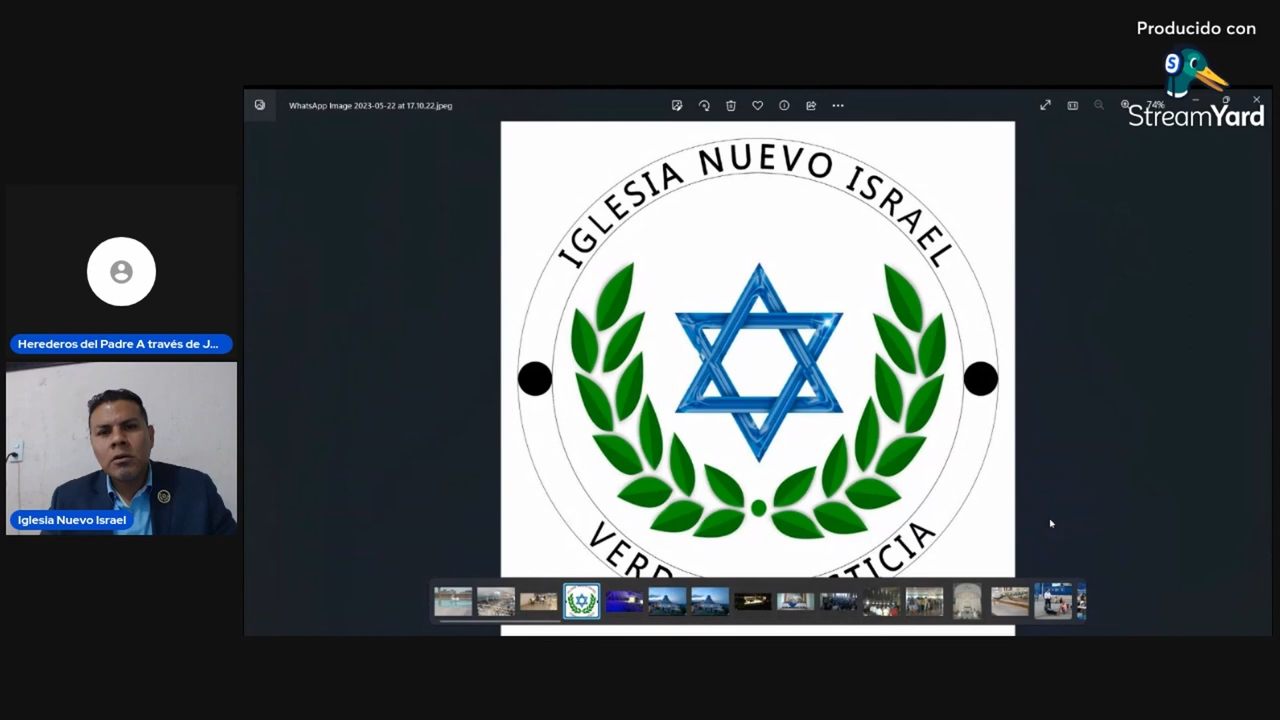 Producido con
StreamYard
WhatsApp Image 2023-05-22 at 17.10.22.jpeg
74%
IGLESIA NUEVO ISRAEL
Herederos del Padre A través de J...
Iglesia Nuevo Israel